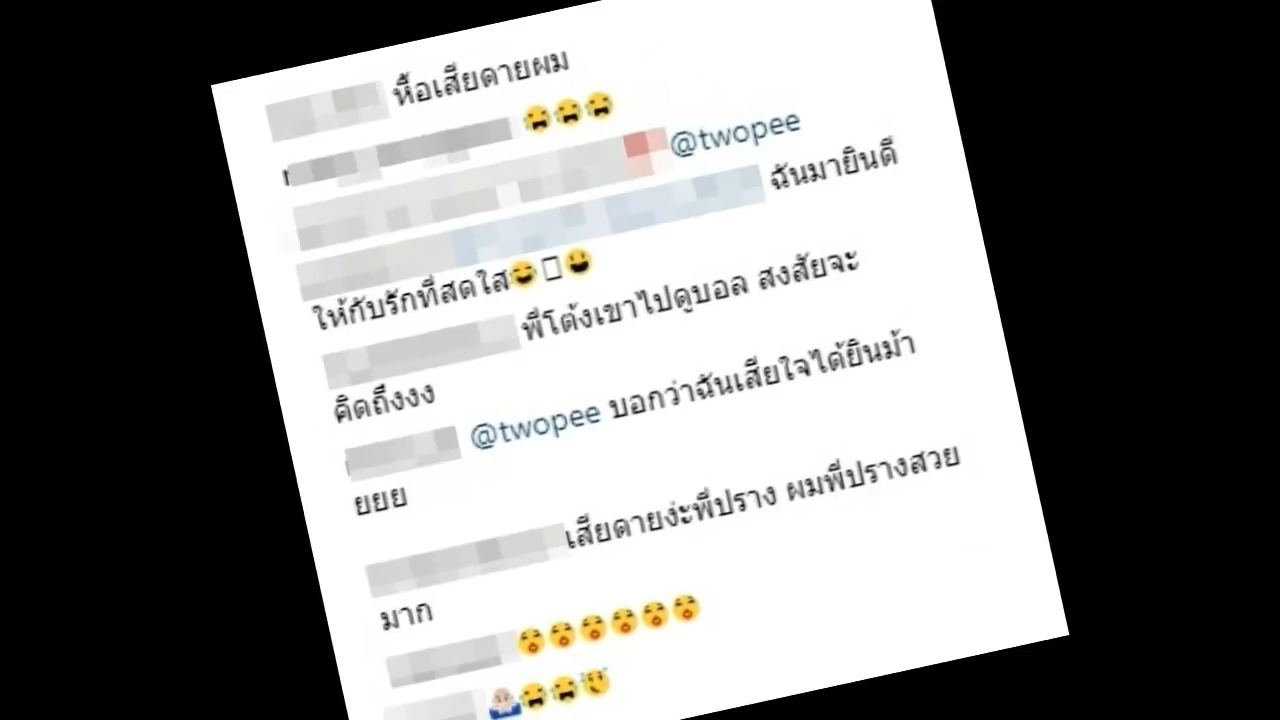 หื้อเสียดายผม
😭😭😭
@twopee
ฉันมายินดี
ให้กับรักที่สดใส😂□😃
พี่โต้งเขาไปดูบอล สงสัยจะ
คิดถึงงง
@twopee บอกว่าฉันเสียใจได้ยินม้า
ยยย
เสียดายง่ะพี่ปราง ผมพี่ปรางสวย
มาก
😲😲😲😲😲😲
🤷😭😭